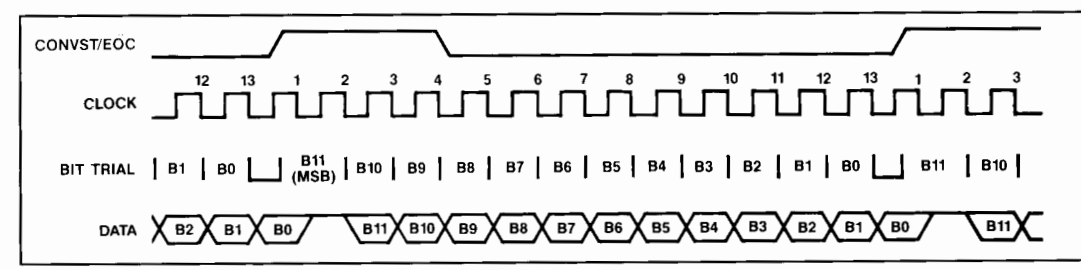 CONVST/EOC
12 13 1 2 3 4 5 6 7 8 9 10 11 12 13 1 2 3
CLOCK
BIT TRIAL B1 B0 B11 (MSB) B10 B9 B8 B7 B6 B5 B4 B3 B2 B1 B0 B11 B10
DATA B2 B1 B0 B11 B10 B9 B8 B7 B6 B5 B4 B3 B2 B1 B0 B11